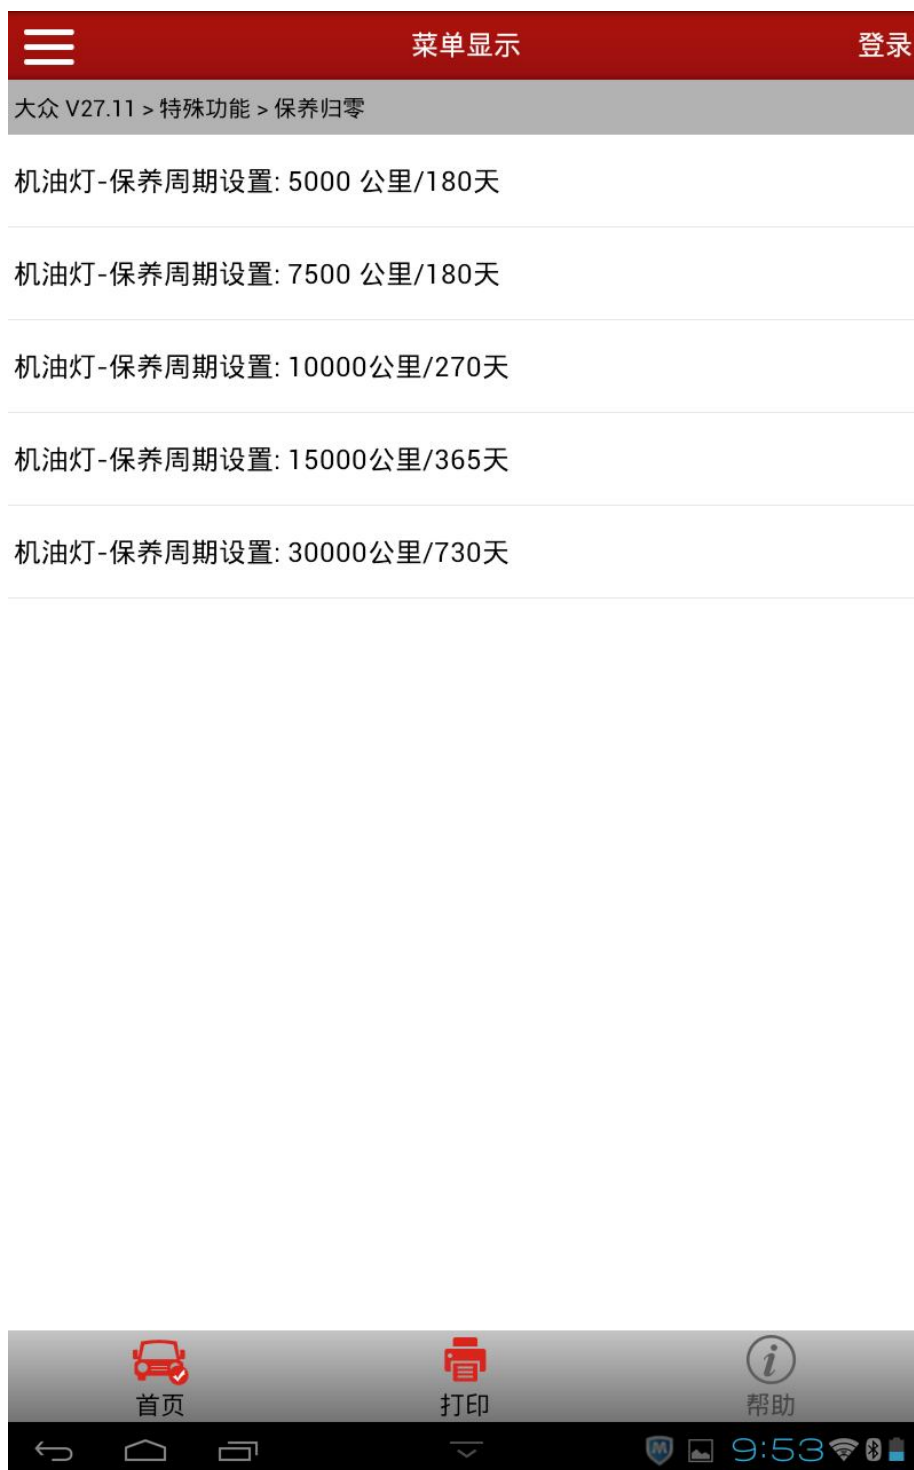 菜单显示
登录
大众 V27.11 > 特殊功能 > 保养归零
机油灯-保养周期设置: 5000 公里/180天
机油灯-保养周期设置: 7500 公里/180天
机油灯-保养周期设置: 10000公里/270天
机油灯-保养周期设置: 15000公里/365天
机油灯-保养周期设置: 30000公里/730天
首页
打印
帮助
9:53